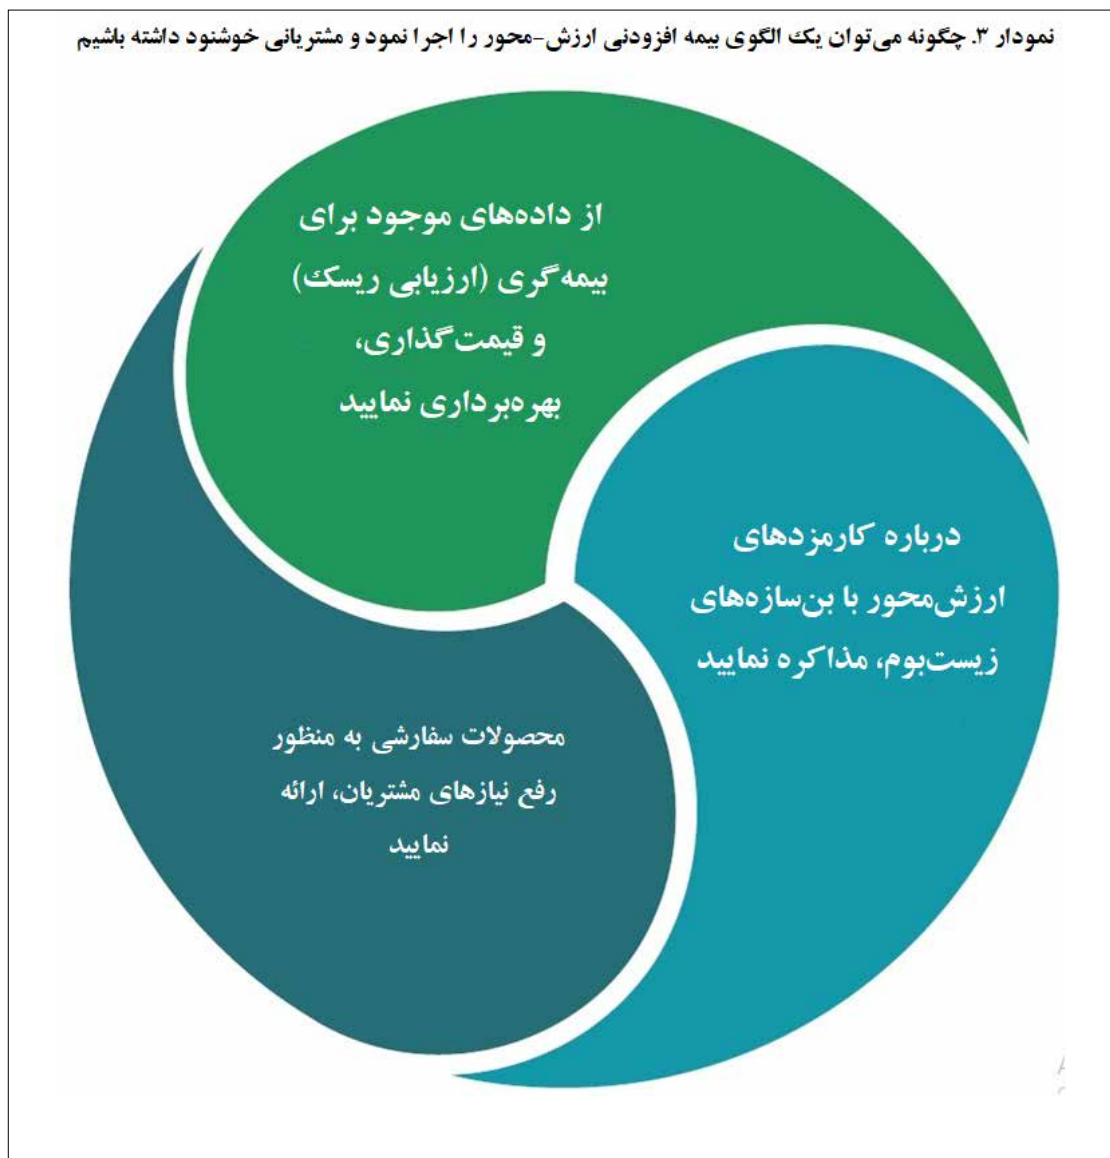 نمودار ۳. چگونه می‌توان یک الگوی بیمه افزودنی ارزش-محور را اجرا نمود و مشتریانی خوشنود داشته باشیم
از داده‌های موجود برای
بیمه‌گری (ارزیابی ریسک)
و قیمت‌گذاری،
بهره‌برداری نمایید
درباره کارمزدهای
ارزش‌محور با بن‌سازه‌های
زیست‌بوم، مذاکره نمایید
محصولات سفارشی به منظور
رفع نیازهای مشتریان، ارائه
نمایید